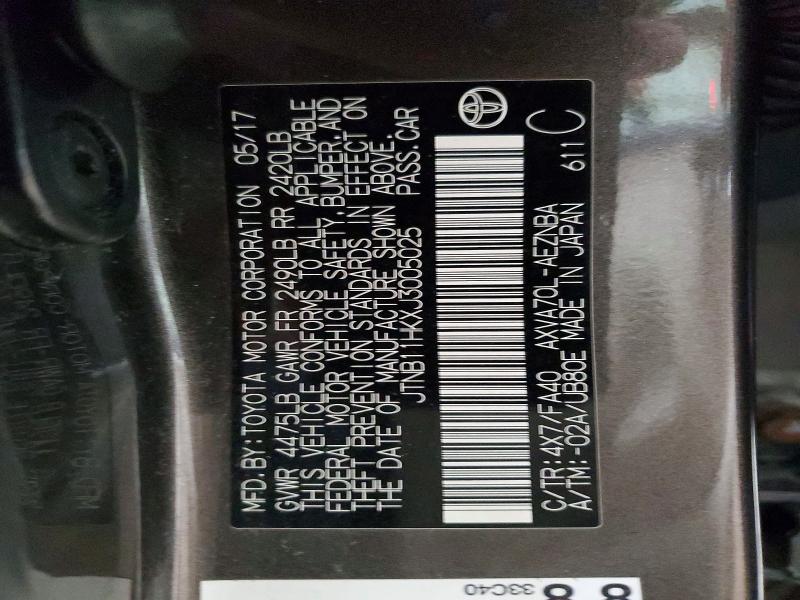 MFD.BY:TOYOTA MOTOR CORPORATION 05/17
GVWR 4475LB GAWR FR 2490LB RR 2420LB
THIS VEHICLE CONFORMS TO ALL APPLICABLE
FEDERAL MOTOR VEHICLE SAFETY,BUMPER,AND
THEFT PREVENTION STANDARDS IN EFFECT ON
THE DATE OF MANUFACTURE SHOWN ABOVE.
JTNB11HKXJ3005025 PASS.CAR
C/TR:4X7/FA40 AXVA70L-AEZNBA
A/TM:-02A/UB80E MADE IN JAPAN 611 C
33C40
8 8